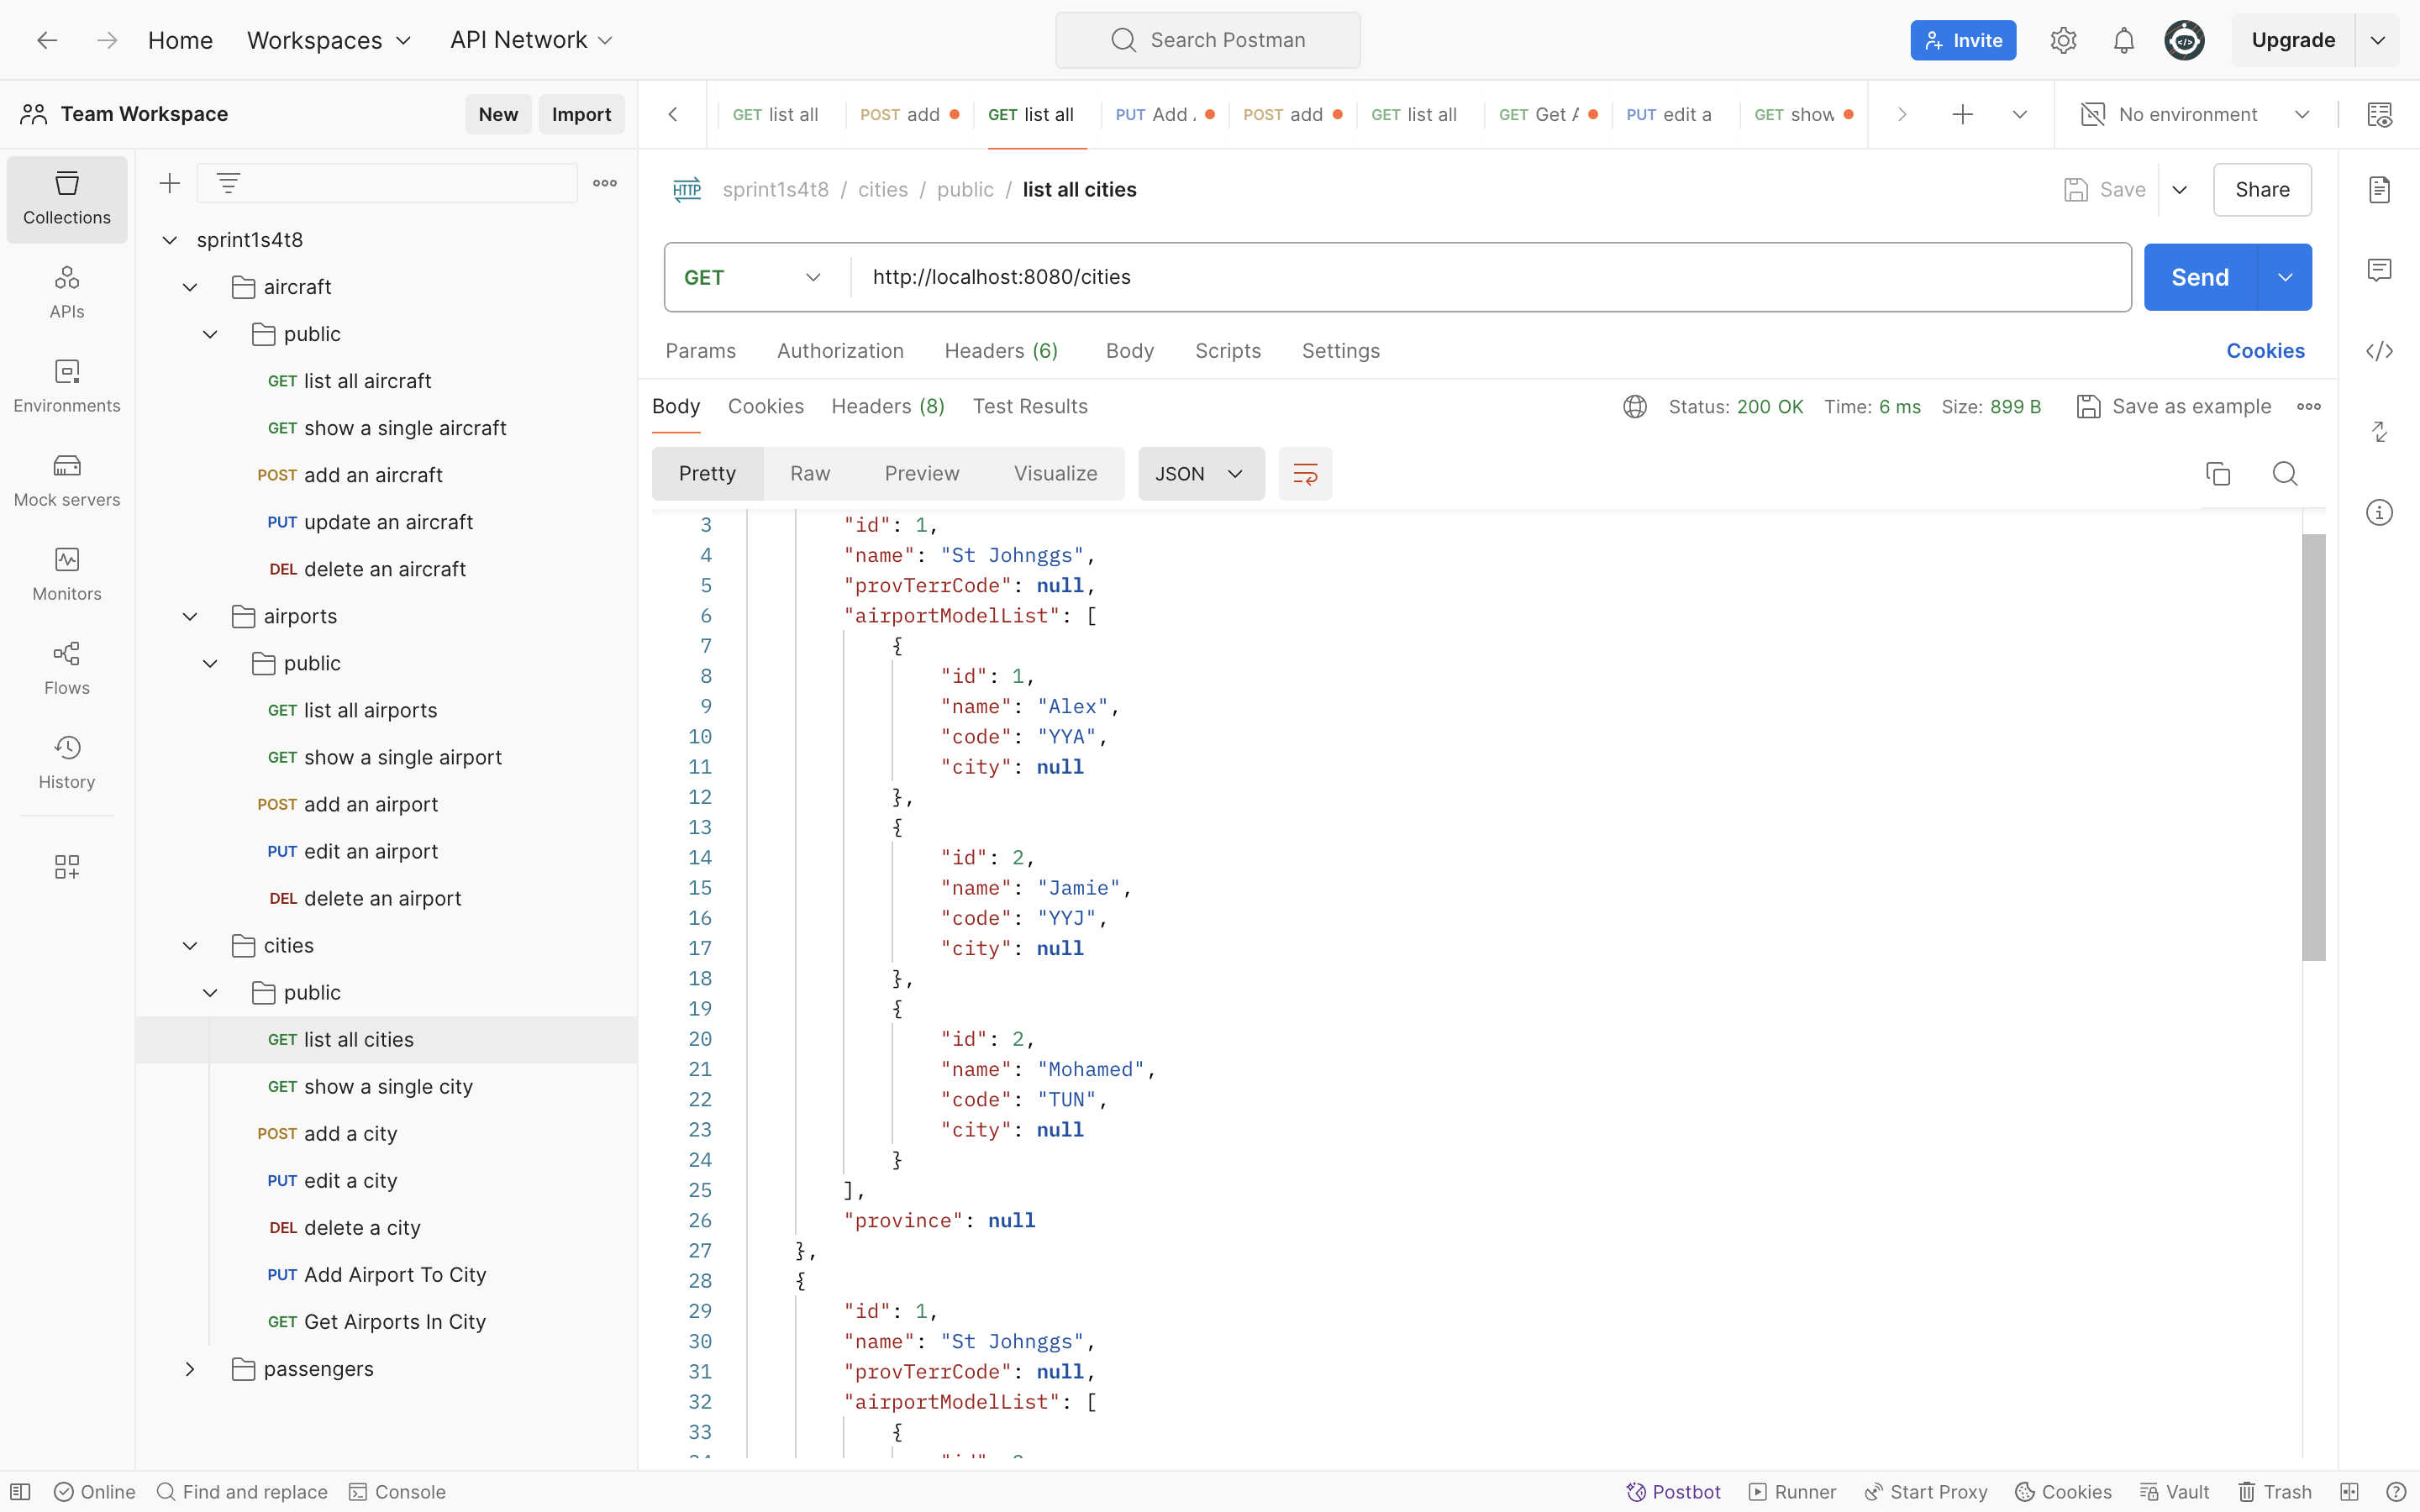 Home Workspaces API Network Search Postman Invite Upgrade
Team Workspace New Import
GET list all POST add GET list all PUT Add POST add GET list all GET Get PUT edit a GET show No environment
Collections
APIs
Environments
Mock servers
Monitors
Flows
History
sprint1s4t8
aircraft
public
GET list all aircraft
GET show a single aircraft
POST add an aircraft
PUT update an aircraft
DEL delete an aircraft
airports
public
GET list all airports
GET show a single airport
POST add an airport
PUT edit an airport
DEL delete an airport
cities
public
GET list all cities
GET show a single city
POST add a city
PUT edit a city
DEL delete a city
PUT Add Airport To City
GET Get Airports In City
passengers
HTTP sprint1s4t8 / cities / public / list all cities Save Share
GET http://localhost:8080/cities Send
Params Authorization Headers (6) Body Scripts Settings Cookies
Body Cookies Headers (8) Test Results Status: 200 OK Time: 6 ms Size: 899 B Save as example
Pretty Raw Preview Visualize JSON
3 "id": 1,
4 "name": "St Johnggs",
5 "provTerrCode": null,
6 "airportModelList": [
7 {
8 "id": 1,
9 "name": "Alex",
10 "code": "YYA",
11 "city": null
12 },
13 {
14 "id": 2,
15 "name": "Jamie",
16 "code": "YYJ",
17 "city": null
18 },
19 {
20 "id": 2,
21 "name": "Mohamed",
22 "code": "TUN",
23 "city": null
24 }
25 ],
26 "province": null
27 },
28 {
29 "id": 1,
30 "name": "St Johnggs",
31 "provTerrCode": null,
32 "airportModelList": [
33 {
Online Find and replace Console Postbot Runner Start Proxy Cookies Vault Trash